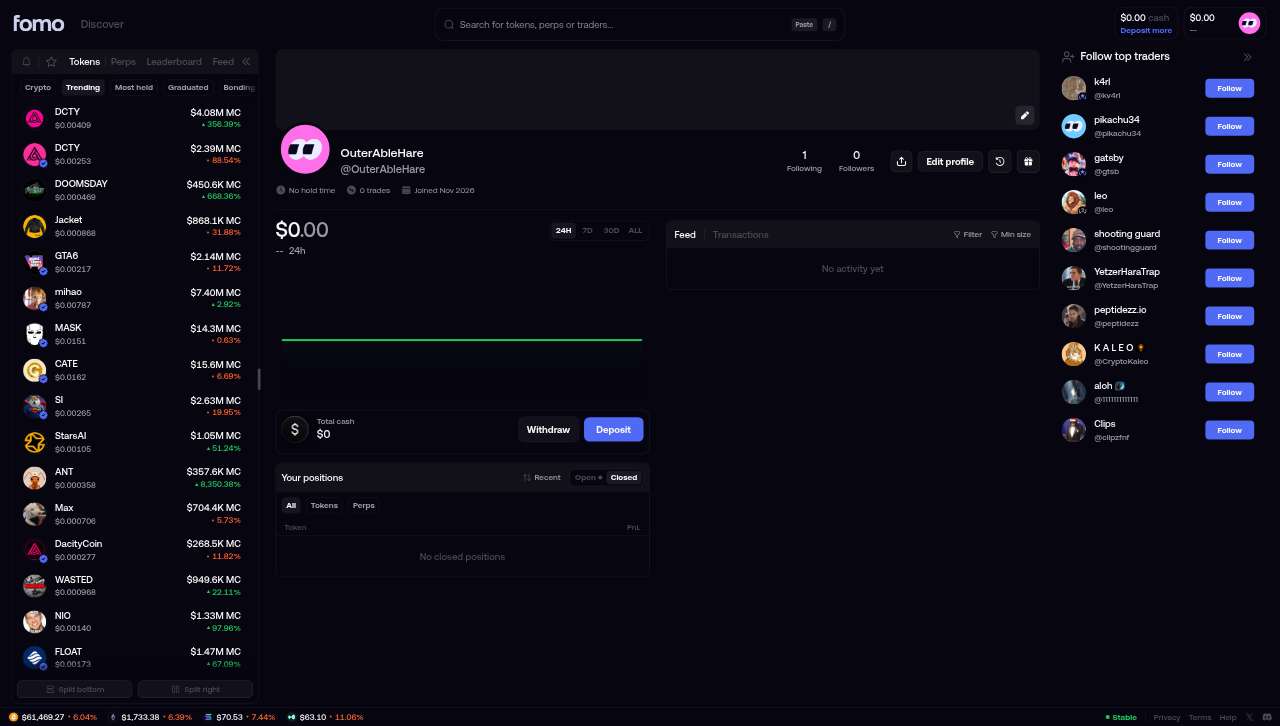 fomo
Discover
Search for tokens, perps or traders...
Paste
/
$0.00 cash
Deposit more
$0.00
—
Tokens
Perps
Leaderboard
Feed
Crypto
Trending
Most held
Graduated
Bonding
DCTY
$0.00409
$4.08M MC
356.39%
DCTY
$0.00253
$2.39M MC
88.54%
DOOMSDAY
$0.000469
$450.6K MC
668.36%
Jacket
$0.000868
$868.1K MC
31.88%
GTA6
$0.00217
$2.14M MC
11.72%
mihao
$0.00787
$7.40M MC
2.92%
MASK
$0.0151
$14.3M MC
0.63%
CATE
$0.0162
$15.6M MC
6.69%
SI
$0.00265
$2.63M MC
19.95%
StarsAI
$0.00105
$1.05M MC
51.24%
ANT
$0.000358
$357.6K MC
8,350.38%
Max
$0.000706
$704.4K MC
5.73%
DacityCoin
$0.000277
$268.5K MC
11.82%
WASTED
$0.000968
$949.6K MC
22.11%
NIO
$0.00140
$1.33M MC
97.96%
FLOAT
$0.00173
$1.47M MC
67.09%
Split bottom
Split right
OuterAbleHare
@OuterAbleHare
No hold time
0 trades
Joined Nov 2026
1
Following
0
Followers
Edit profile
$0.00
-- 24h
24H
7D
30D
ALL
$
Total cash
$0
Withdraw
Deposit
Your positions
Recent
Open
Closed
All
Tokens
Perps
Token
PnL
No closed positions
Feed
Transactions
Filter
Min size
No activity yet
Follow top traders
k4rl
@kv4rl
Follow
pikachu34
@pikachu34
Follow
gatsby
@gtsb
Follow
leo
@leo
Follow
shooting guard
@shootingguard
Follow
YetzerHaraTrap
@YetzerHaraTrap
Follow
peptidezz.io
@peptidezz
Follow
K A L E O
@CryptoKaleo
Follow
aloh
Follow
Clips
@clipzfnf
Follow
$61,469.27 6.04%
$1,733.38 6.39%
$70.53 7.44%
$63.10 11.06%
Stable
Privacy
Terms
Help